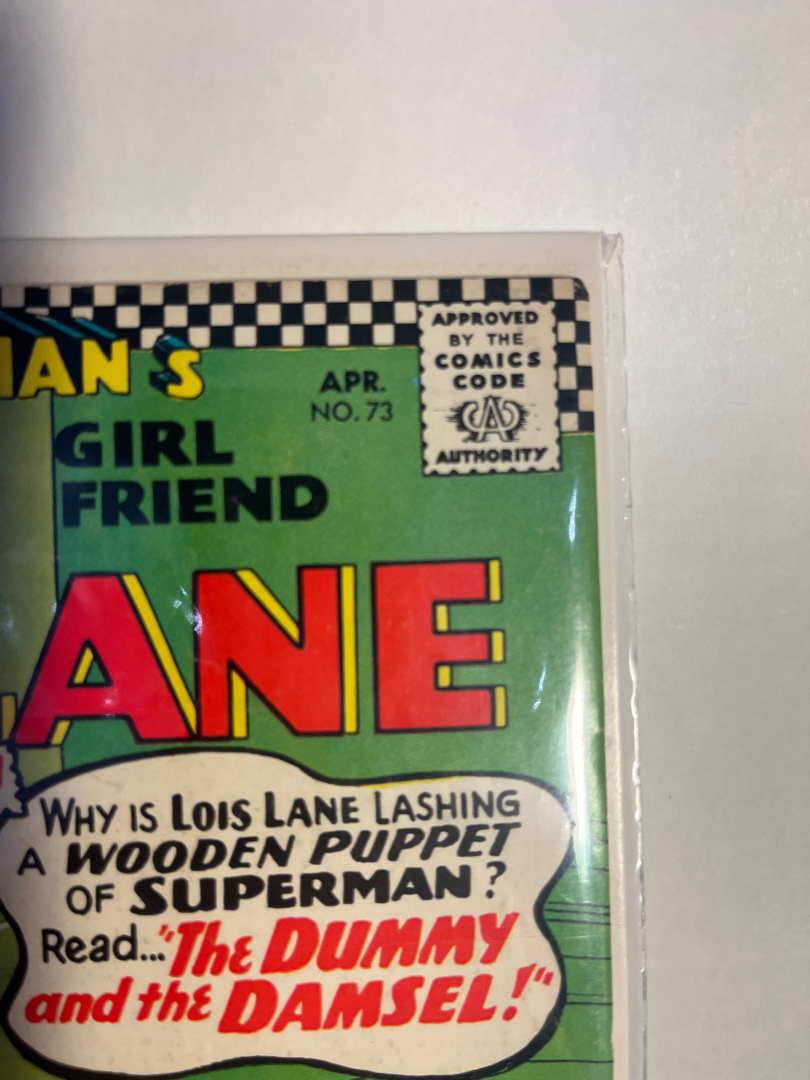 MAN'S
APR.
NO. 73
GIRL
FRIEND
APPROVED
BY THE
COMICS
CODE
CA
AUTHORITY
ANE
WHY IS LOIS LANE LASHING
A WOODEN PUPPET
OF SUPERMAN?
Read..."The DUMMY
and the DAMSEL!"